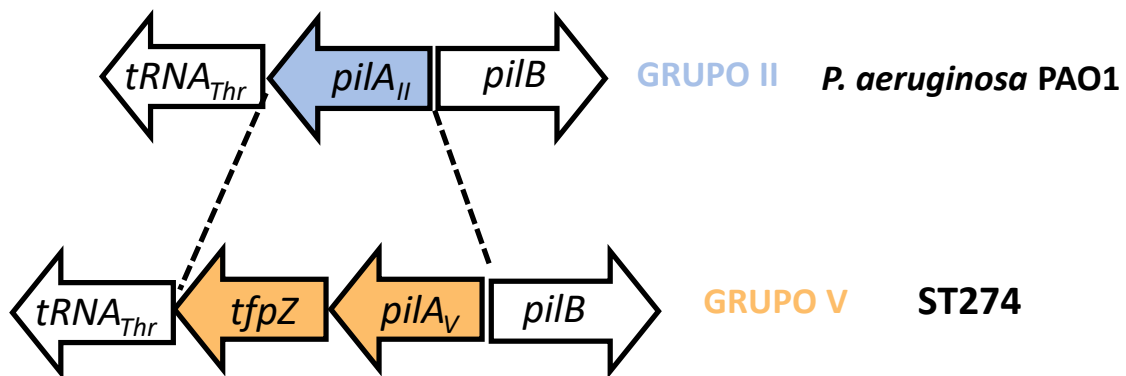 tRNAThr pilAII pilB GRUPO II P. aeruginosa PAO1
tRNAThr tfpZ pilAV pilB GRUPO V ST274